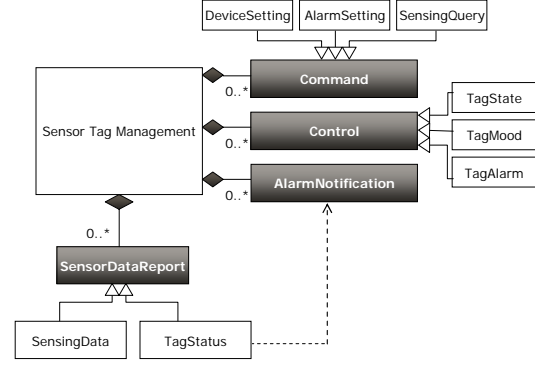 DeviceSetting
AlarmSetting
SensingQuery
Command
0..*
Sensor Tag Management
Control
0..*
TagState
TagMood
TagAlarm
AlarmNotification
0..*
0..*
SensorDataReport
SensingData
TagStatus